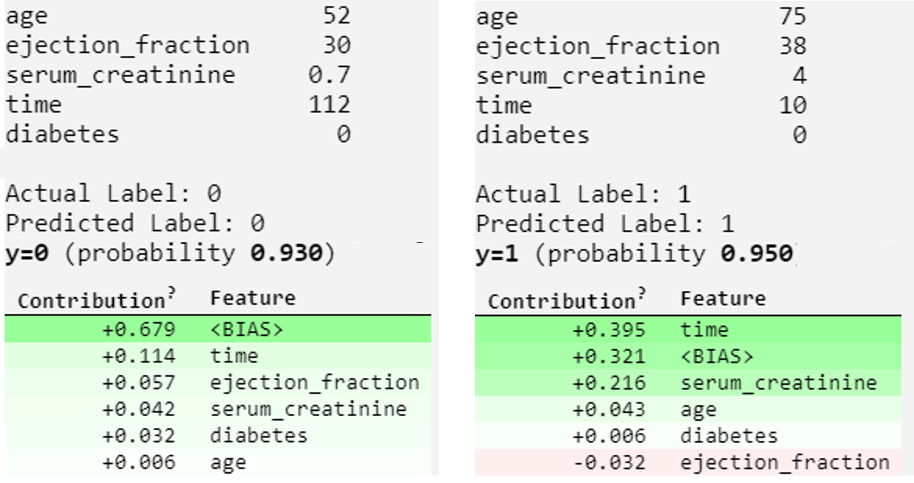 age 52
ejection_fraction 30
serum_creatinine 0.7
time 112
diabetes 0
Actual Label: 0
Predicted Label: 0
y=0 (probability 0.930)
Contribution? Feature
+0.679 <BIAS>
+0.114 time
+0.057 ejection_fraction
+0.042 serum_creatinine
+0.032 diabetes
+0.006 age
age 75
ejection_fraction 38
serum_creatinine 4
time 10
diabetes 0
Actual Label: 1
Predicted Label: 1
y=1 (probability 0.950
Contribution? Feature
+0.395 time
+0.321 <BIAS>
+0.216 serum_creatinine
+0.043 age
+0.006 diabetes
-0.032 ejection_fraction